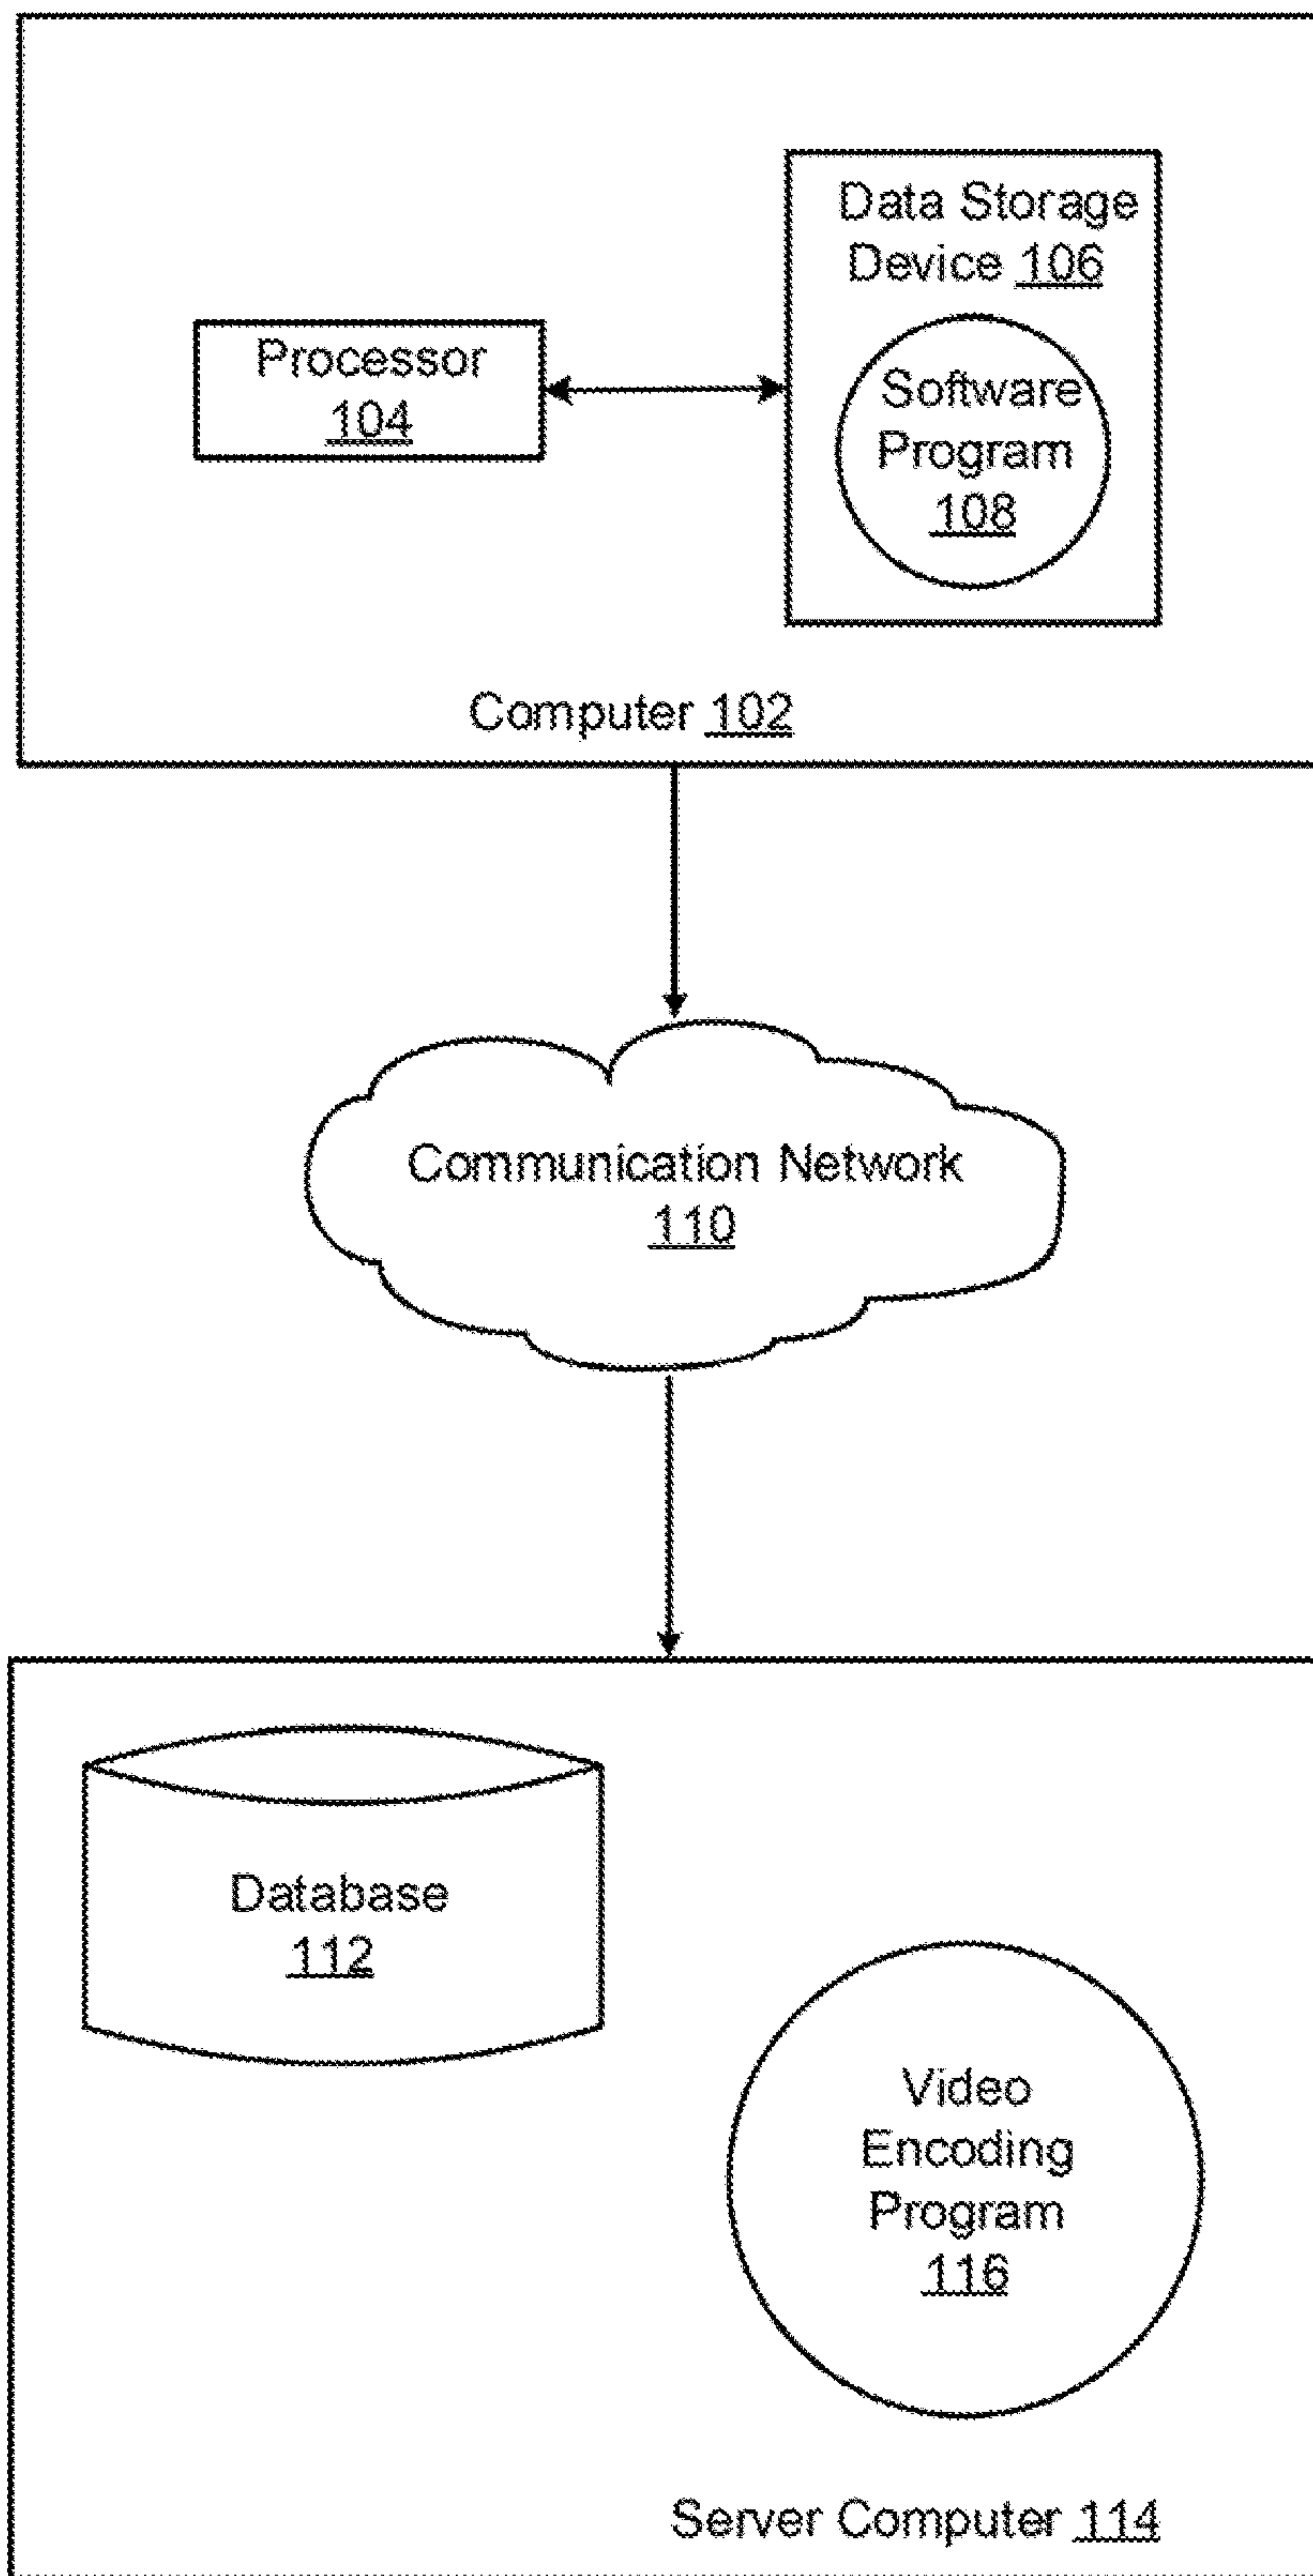 Data Storage
Device 106
Processor
104
Software
Program
108
Computer 102
Communication Network
110
Database
112
Video
Encoding
Program
116
Server Computer 114